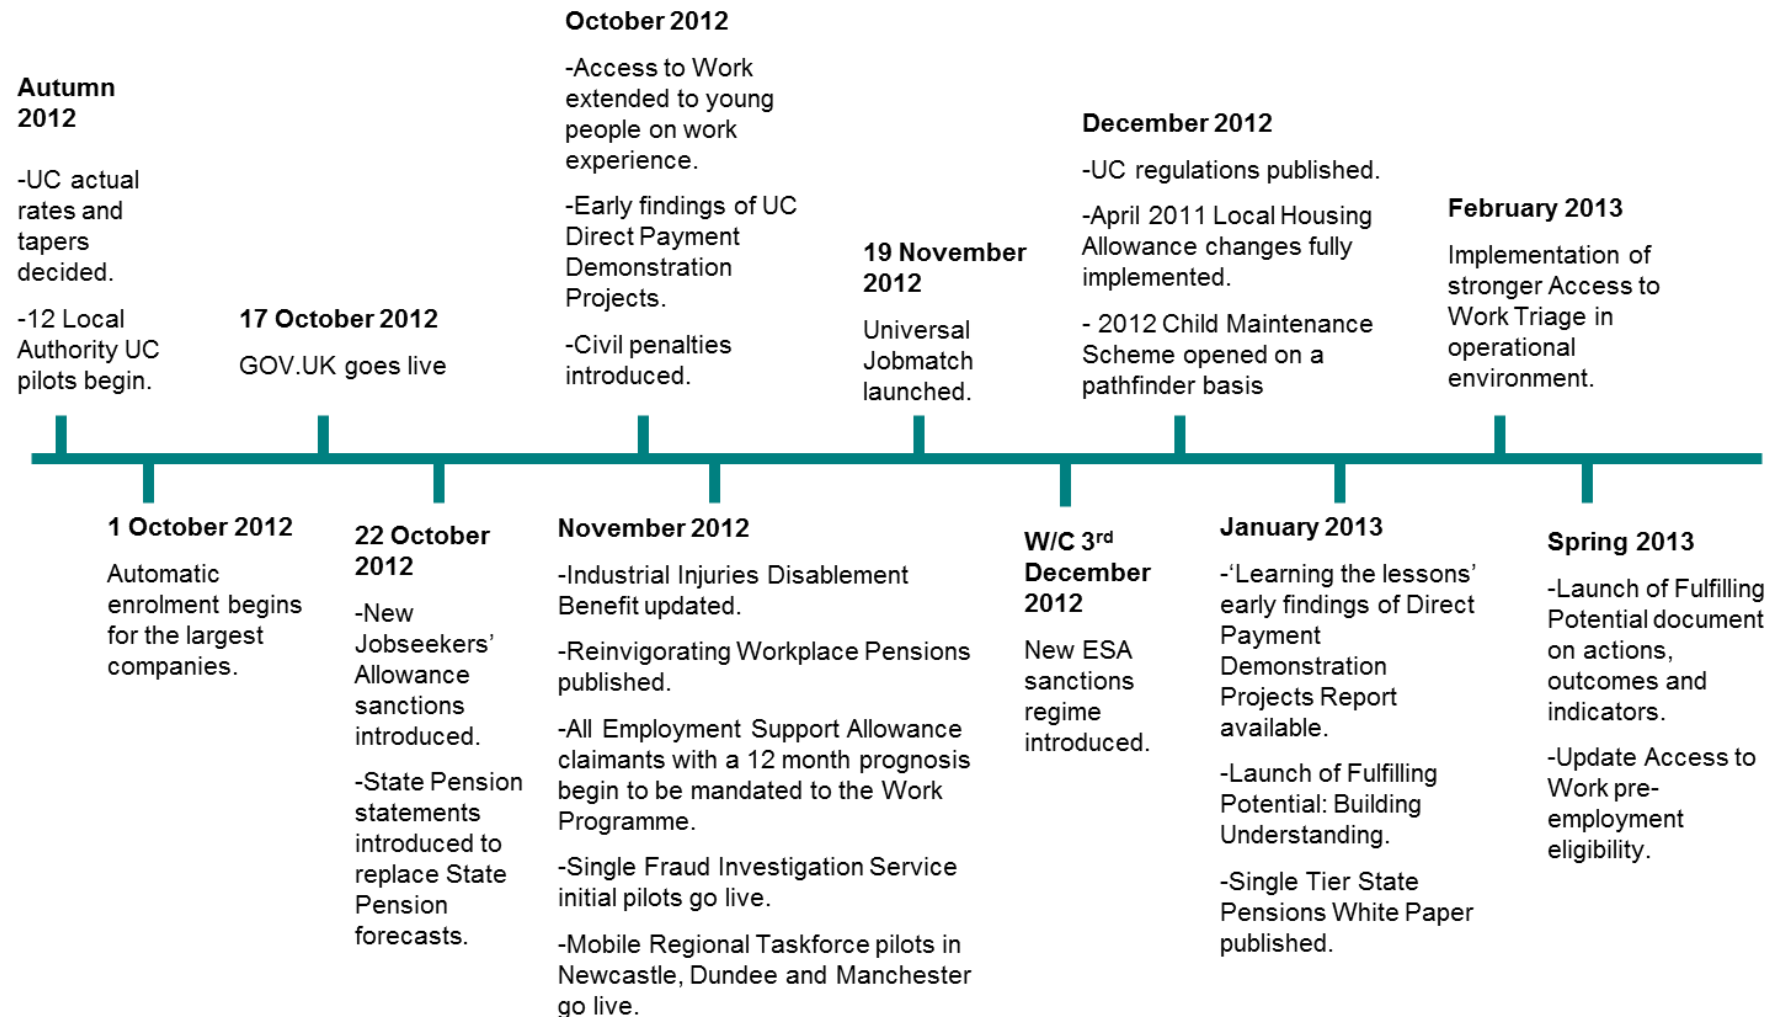 Autumn
2012
-UC actual
rates and
tapers
decided.
-12 Local
Authority UC
pilots begin.
17 October 2012
GOV.UK goes live
October 2012
-Access to Work
extended to young
people on work
experience.
-Early findings of UC
Direct Payment
Demonstration
Projects.
-Civil penalties
introduced.
19 November
2012
Universal
Jobmatch
launched.
December 2012
-UC regulations published.
-April 2011 Local Housing
Allowance changes fully
implemented.
- 2012 Child Maintenance
Scheme opened on a
pathfinder basis
February 2013
Implementation of
stronger Access to
Work Triage in
operational
environment.
1 October 2012
Automatic
enrolment begins
for the largest
companies.
22 October
2012
-New
Jobseekers’
Allowance
sanctions
introduced.
-State Pension
statements
introduced to
replace State
Pension
forecasts.
November 2012
-Industrial Injuries Disablement
Benefit updated.
-Reinvigorating Workplace Pensions
published.
-All Employment Support Allowance
claimants with a 12 month prognosis
begin to be mandated to the Work
Programme.
-Single Fraud Investigation Service
initial pilots go live.
-Mobile Regional Taskforce pilots in
Newcastle, Dundee and Manchester
go live.
W/C 3rd
December
2012
New ESA
sanctions
regime
introduced.
January 2013
-‘Learning the lessons’
early findings of Direct
Payment
Demonstration
Projects Report
available.
-Launch of Fulfilling
Potential: Building
Understanding.
-Single Tier State
Pensions White Paper
published.
Spring 2013
-Launch of Fulfilling
Potential document
on actions,
outcomes and
indicators.
-Update Access to
Work pre-
employment
eligibility.